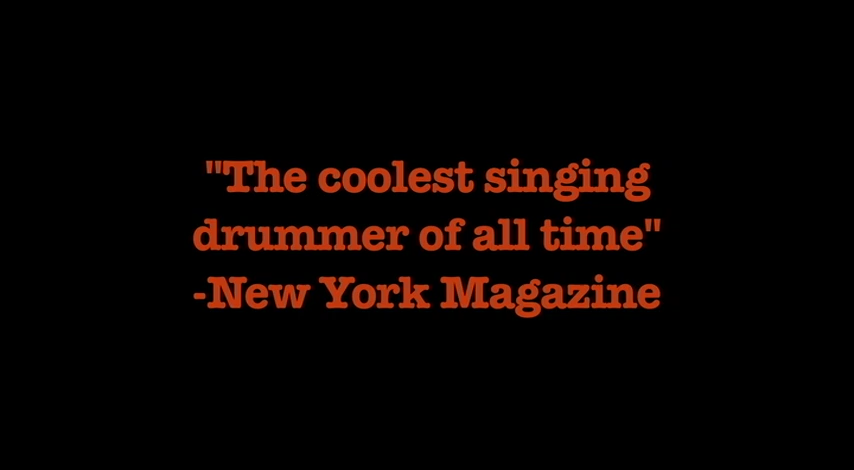 "The coolest singing
drummer of all time"
-New York Magazine